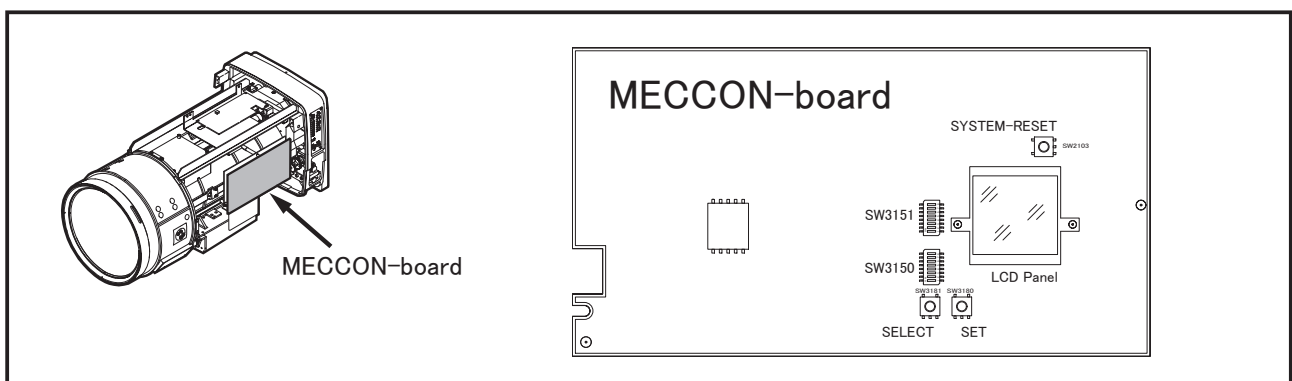 MECCON-board
MECCON-board
SYSTEM-RESET
SW2103
SW3151
SW3150
LCD Panel
SW3181
SW3180
SELECT
SET